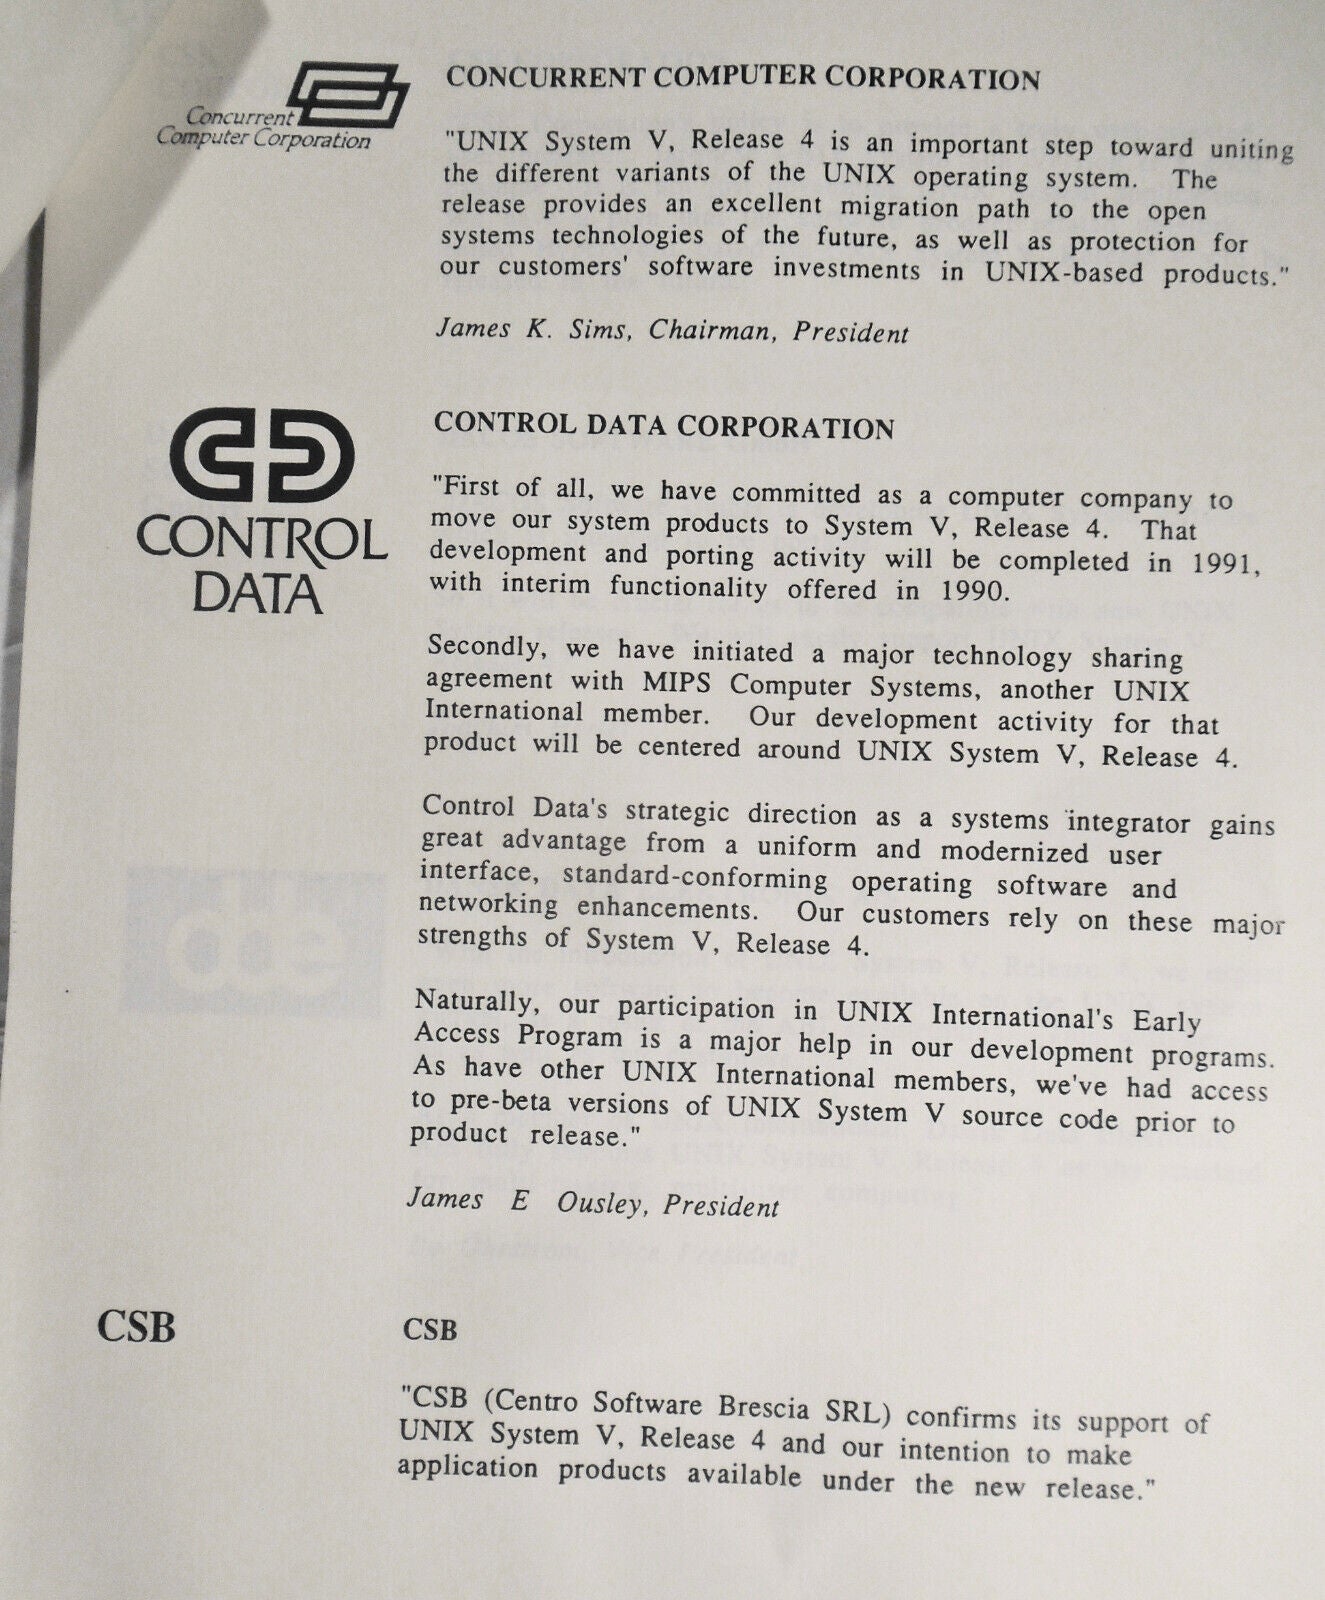 Concurrent
Computer Corporation
CONCURRENT COMPUTER CORPORATION
"UNIX System V, Release 4 is an important step toward uniting
the different variants of the UNIX operating system. The
release provides an excellent migration path to the open
systems technologies of the future, as well as protection for
our customers' software investments in UNIX-based products."
James K. Sims, Chairman, President
CONTROL
DATA
CONTROL DATA CORPORATION
"First of all, we have committed as a computer company to
move our system products to System V, Release 4. That
development and porting activity will be completed in 1991,
with interim functionality offered in 1990.
Secondly, we have initiated a major technology sharing
agreement with MIPS Computer Systems, another UNIX
International member. Our development activity for that
product will be centered around UNIX System V, Release 4.
Control Data's strategic direction as a systems integrator gains
great advantage from a uniform and modernized user
interface, standard-conforming operating software and
networking enhancements. Our customers rely on these major
strengths of System V, Release 4.
Naturally, our participation in UNIX International's Early
Access Program is a major help in our development programs.
As have other UNIX International members, we've had access
to pre-beta versions of UNIX System V source code prior to
product release."
James E Ousley, President
CSB
CSB
"CSB (Centro Software Brescia SRL) confirms its support of
UNIX System V, Release 4 and our intention to make
application products available under the new release."